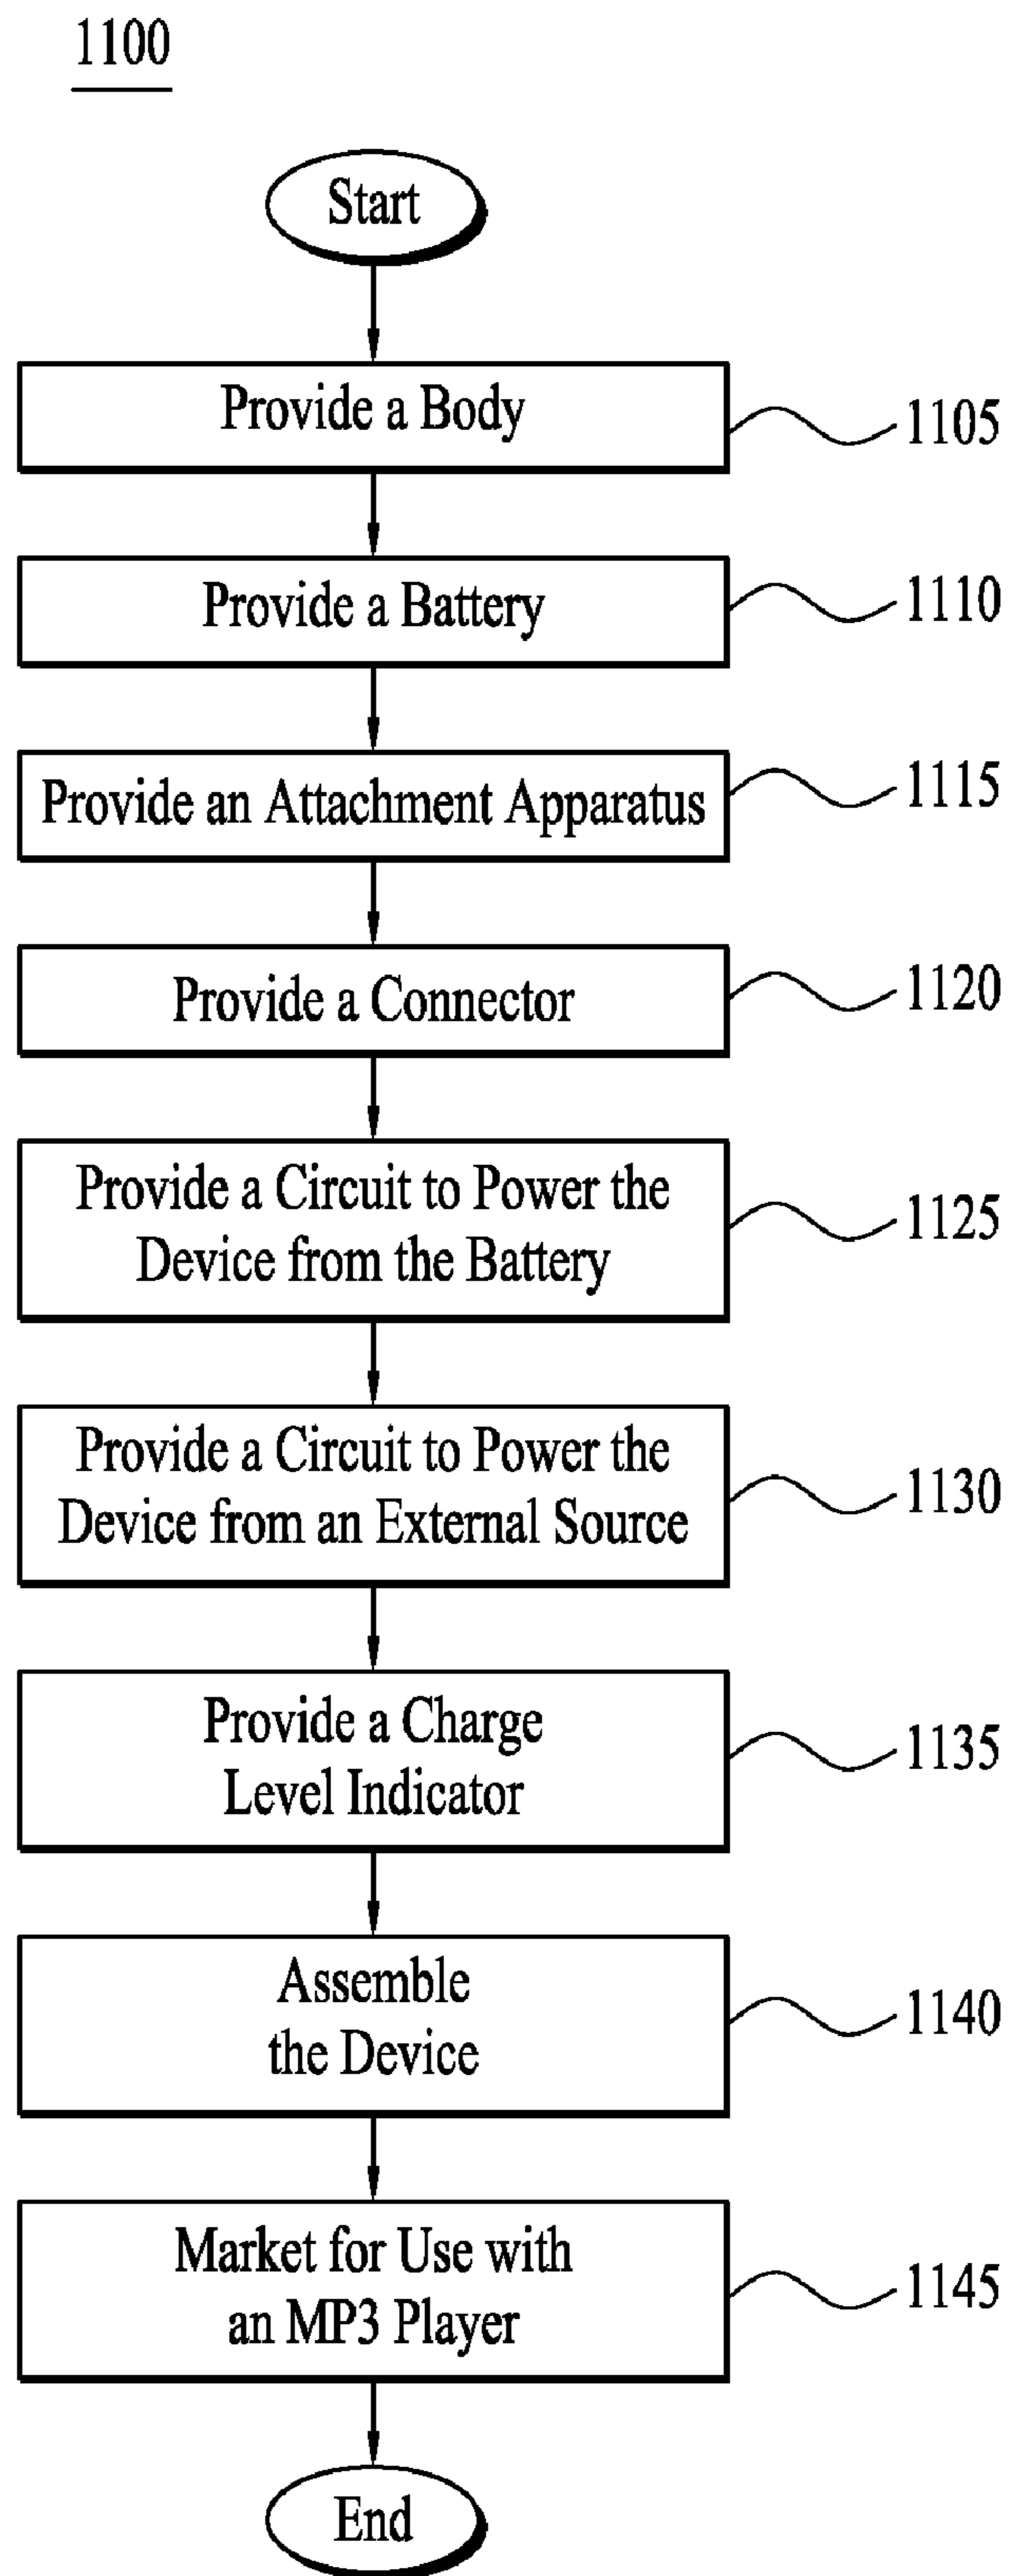 1100
Start
Provide a Body
1105
Provide a Battery
1110
Provide an Attachment Apparatus
1115
Provide a Connector
1120
Provide a Circuit to Power the
Device from the Battery
1125
Provide a Circuit to Power the
Device from an External Source
1130
Provide a Charge
Level Indicator
1135
Assemble
the Device
1140
Market for Use with
an MP3 Player
1145
End